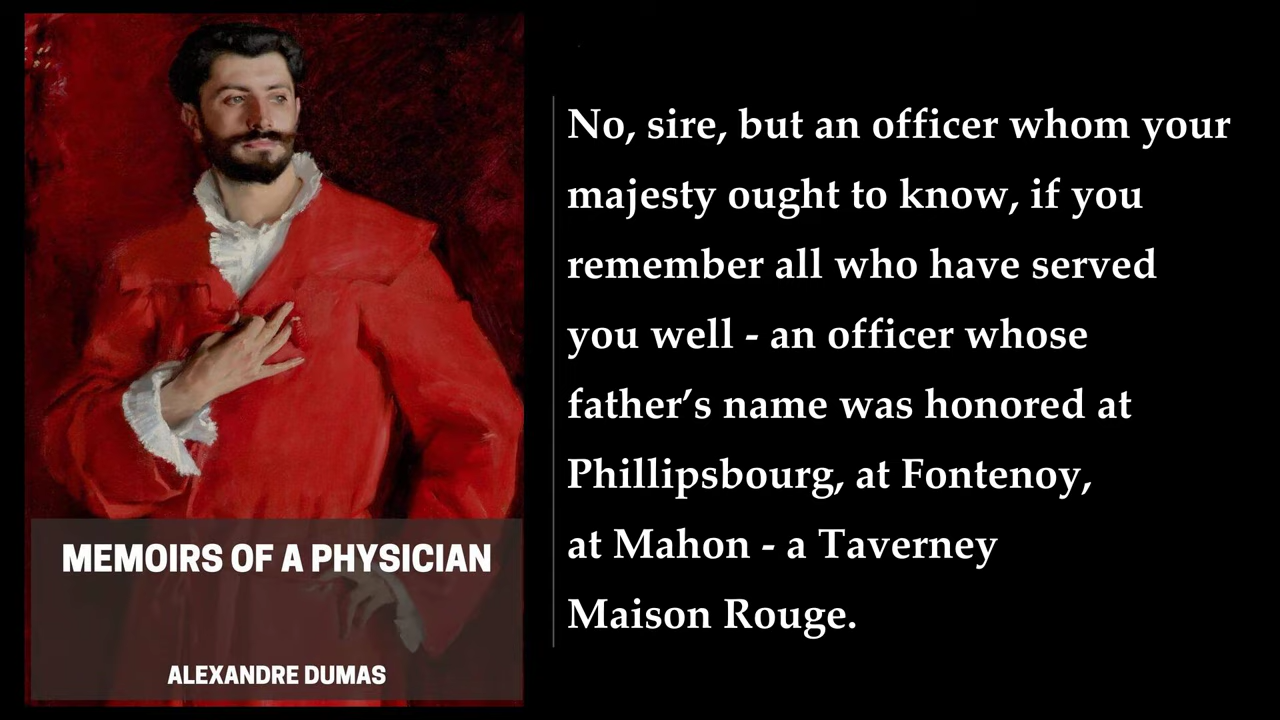 No, sire, but an officer whom your
majesty ought to know, if you
remember all who have served
you well - an officer whose
father’s name was honored at
Phillipsbourg, at Fontenoy,
at Mahon - a Taverney
Maison Rouge.
MEMOIRS OF A PHYSICIAN
ALEXANDRE DUMAS